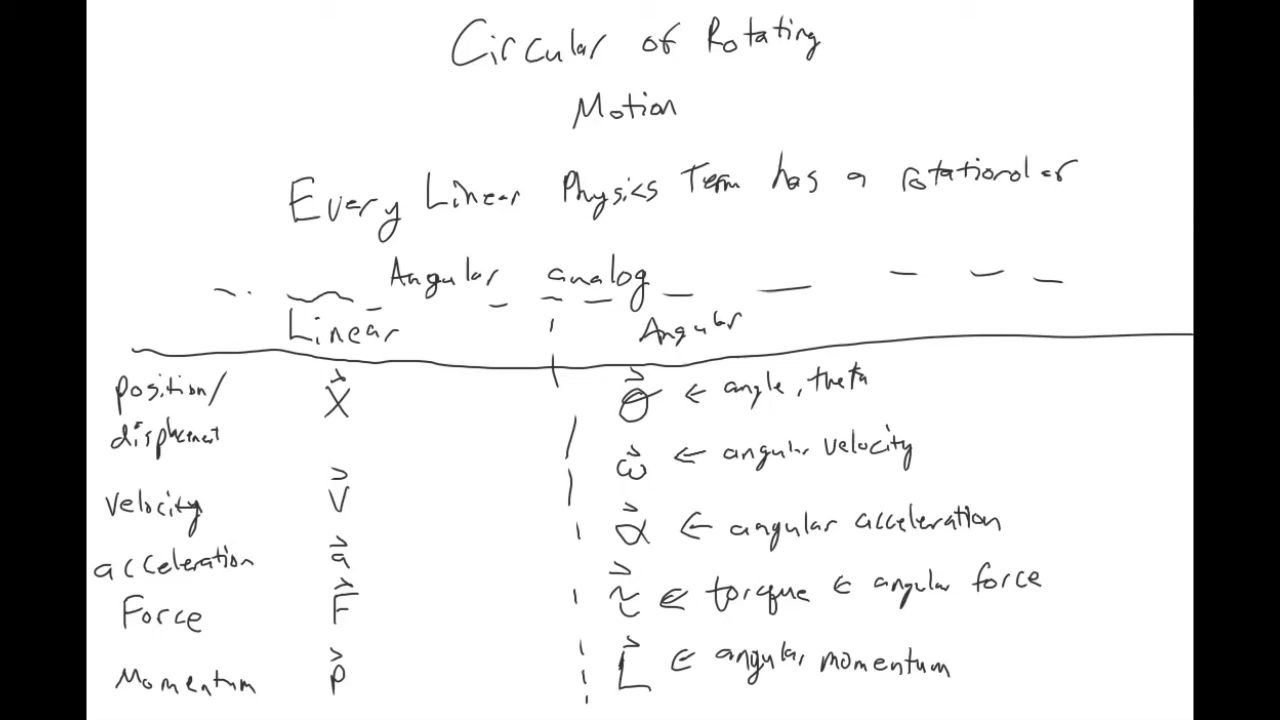 Circular of Rotating
Motion
Every Linear Physics Term has a rotational or
Angular analog
Linear Angular
position/ displacement x⃗ θ⃗ ← angle, theta
velocity v⃗ ω⃗ ← angular velocity
acceleration a⃗ α⃗ ← angular acceleration
Force F⃗ τ⃗ ← torque ← angular force
Momentum p⃗ L⃗ ← angular momentum